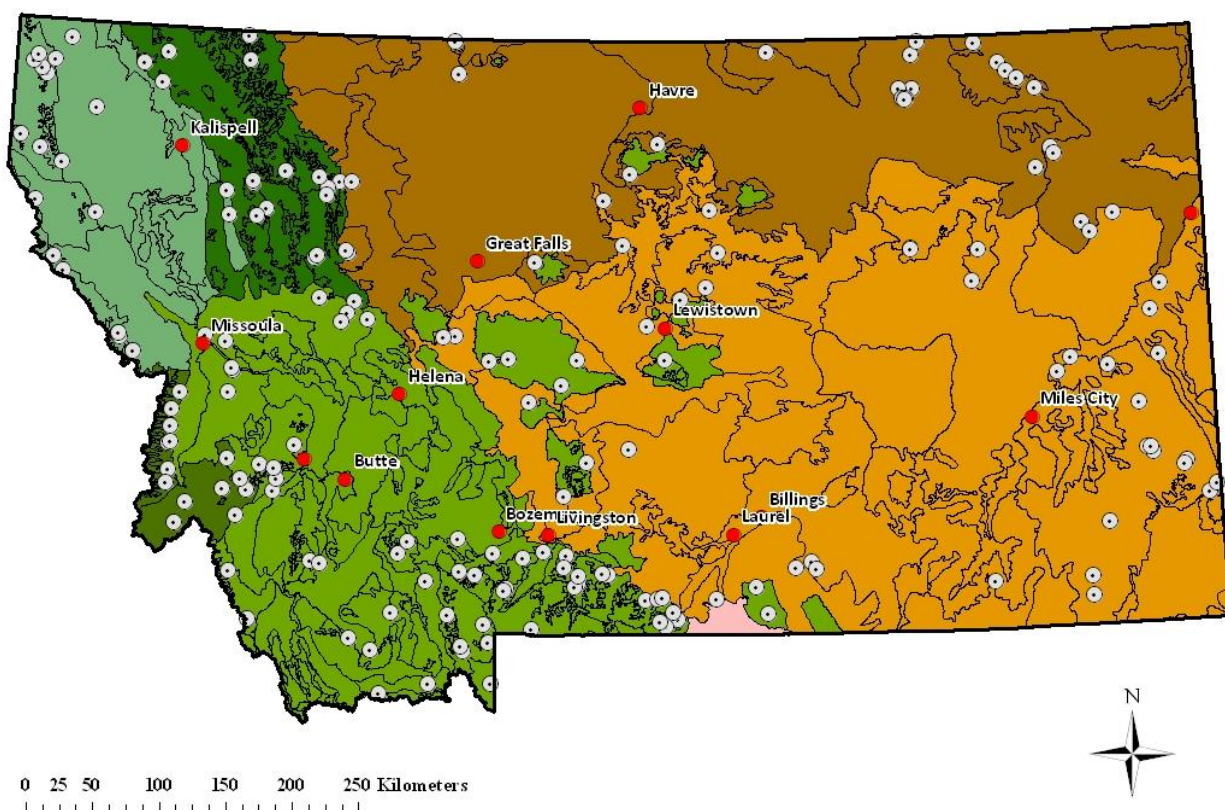 Havre
Kalispell
Great Falls
Lewistown
Missoula
Helena
Miles City
Butte
Billings
Bozem
Livingston
Laurel
N
0 25 50 100 150 200 250 Kilometers